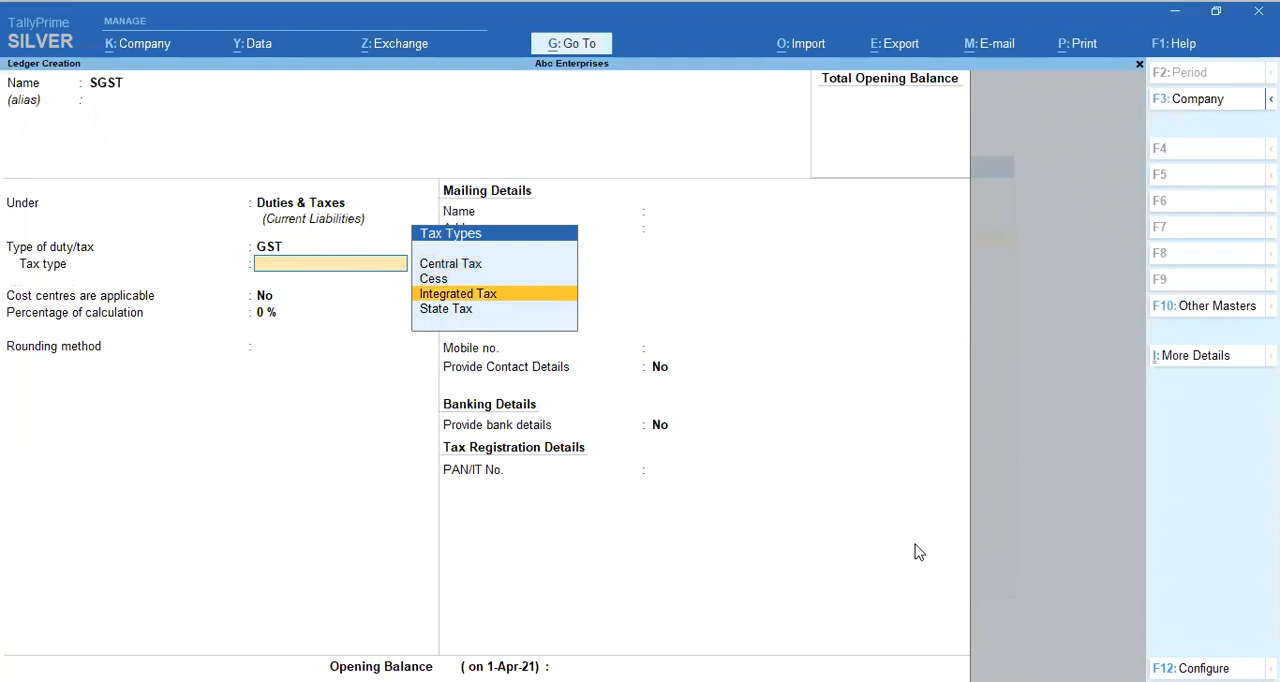 TallyPrime
SILVER
MANAGE
K: Company
Y: Data
Z: Exchange
G: Go To
O: Import
E: Export
M: E-mail
P: Print
F1: Help
Ledger Creation
Abc Enterprises
Name : SGST
(alias) :
Total Opening Balance
Under : Duties & Taxes
(Current Liabilities)
Type of duty/tax : GST
Tax type :
Cost centres are applicable : No
Percentage of calculation : 0 %
Rounding method :
Tax Types
Central Tax
Cess
Integrated Tax
State Tax
Mailing Details
Name :
:
Mobile no. :
Provide Contact Details : No
Banking Details
Provide bank details : No
Tax Registration Details
PAN/IT No. :
Opening Balance ( on 1-Apr-21) :
F2: Period
F3: Company
F4
F5
F6
F7
F8
F9
F10: Other Masters
I: More Details
F12: Configure